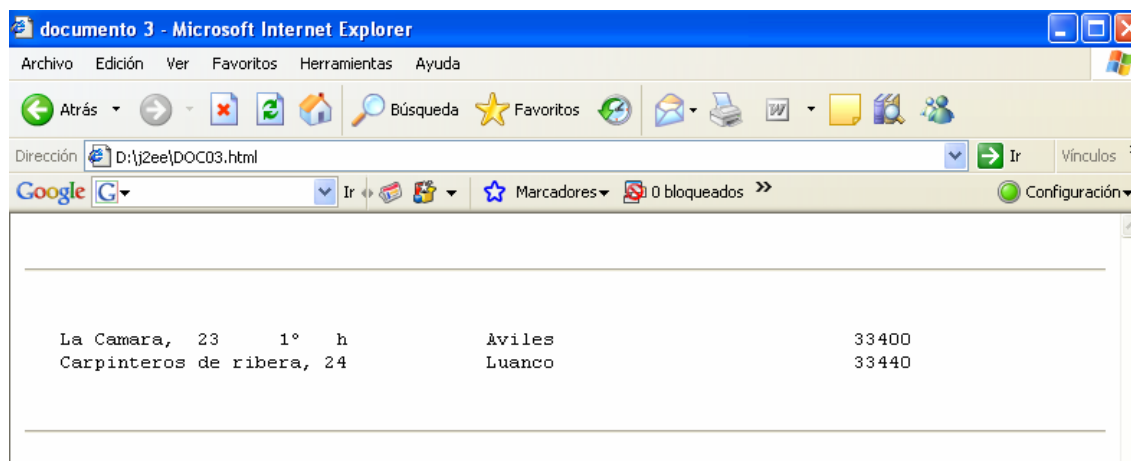 documento 3 - Microsoft Internet Explorer
Archivo Edición Ver Favoritos Herramientas Ayuda
Atrás Búsqueda Favoritos W
Dirección D:\j2ee\DOC03.html Ir Vínculos
Google G Ir Marcadores 0 bloqueados >> Configuración
La Camara, 23 1º h Aviles 33400
Carpinteros de ribera, 24 Luanco 33440